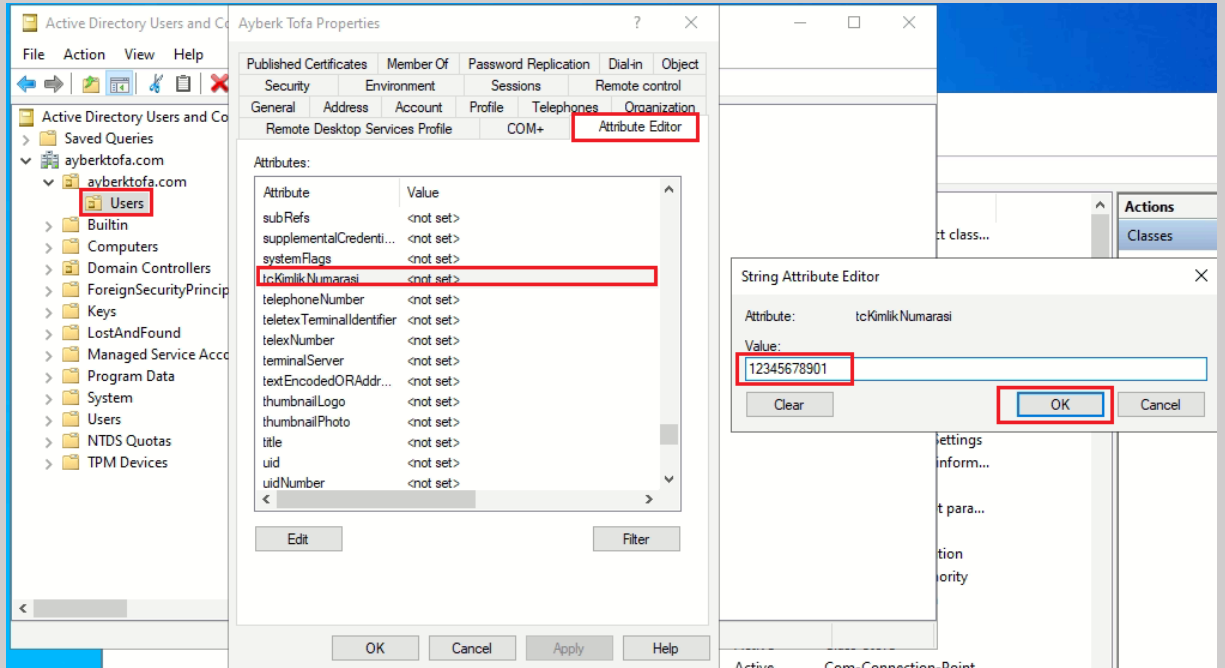 Active Directory Users and Co
File Action View Help
Active Directory Users and Co
Saved Queries
ayberktofa.com
ayberktofa.com
Users
Builtin
Computers
Domain Controllers
ForeignSecurityPrincip
Keys
LostAndFound
Managed Service Acco
Program Data
System
Users
NTDS Quotas
TPM Devices
Ayberk Tofa Properties
Published Certificates Member Of Password Replication Dial-in Object
Security Environment Sessions Remote control
General Address Account Profile Telephones Organization
Remote Desktop Services Profile COM+ Attribute Editor
Attributes:
Attribute Value
subRefs <not set>
supplementalCredenti... <not set>
systemFlags <not set>
tcKimlikNumarasi <not set>
telephoneNumber <not set>
teletexTerminalIdentifier <not set>
telexNumber <not set>
terminalServer <not set>
textEncodedORAddr... <not set>
thumbnailLogo <not set>
thumbnailPhoto <not set>
title <not set>
uid <not set>
uidNumber <not set>
Edit Filter
OK Cancel Apply Help
ct class...
Actions
Classes
String Attribute Editor
Attribute: tcKimlikNumarasi
Value:
12345678901
Clear OK Cancel
Settings
inform...
t para...
tion
ority
Active Com-Connection-Point